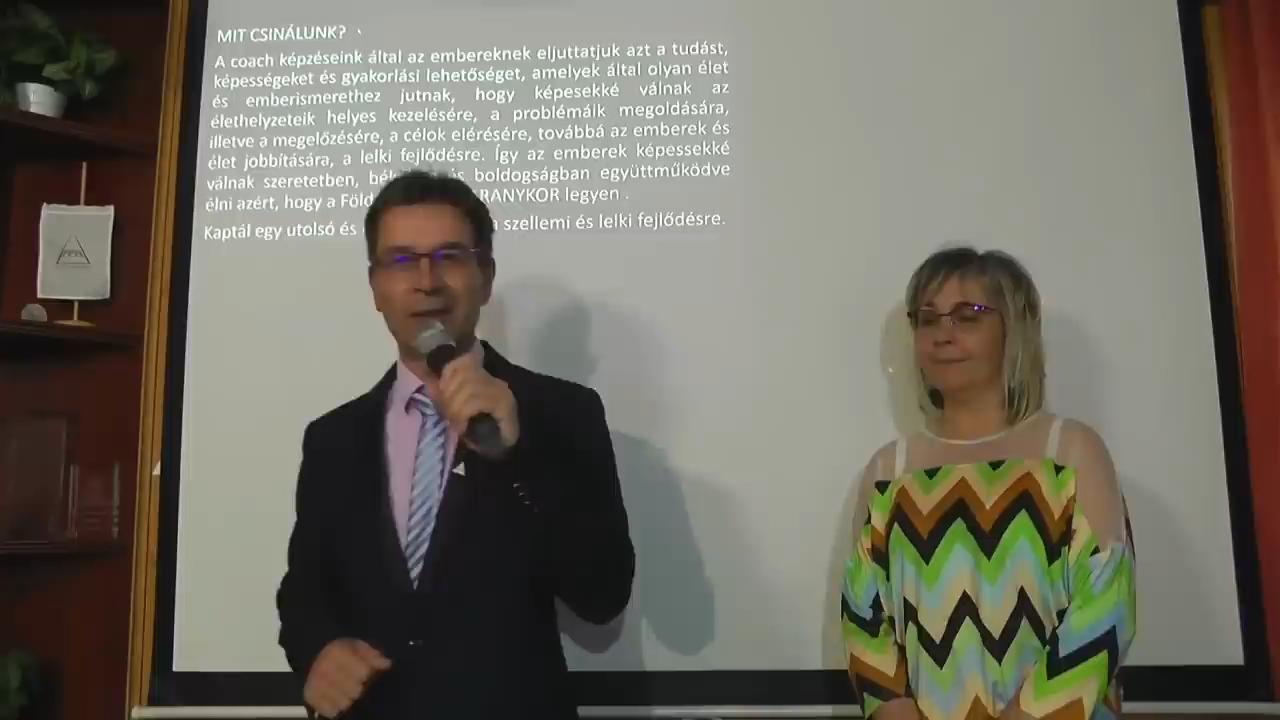 MIT CSINÁLUNK?
A coach képzéseink által az embereknek eljuttatjuk azt a tudást,
képességeket és gyakorlási lehetőséget, amelyek által olyan élet
és emberismerethez jutnak, hogy képesekké válnak az
élethelyzeteik helyes kezelésére, a problémáik megoldására,
illetve a megelőzésére, a célok elérésére, továbbá az emberek és
élet jobbítására, a lelki fejlődésre. Így az emberek képessekké
válnak szeretetben, bék és boldogságban együttműködve
élni azért, hogy a Föld RANYKOR legyen .
Kaptál egy utolsó és a szellemi és lelki fejlődésre.